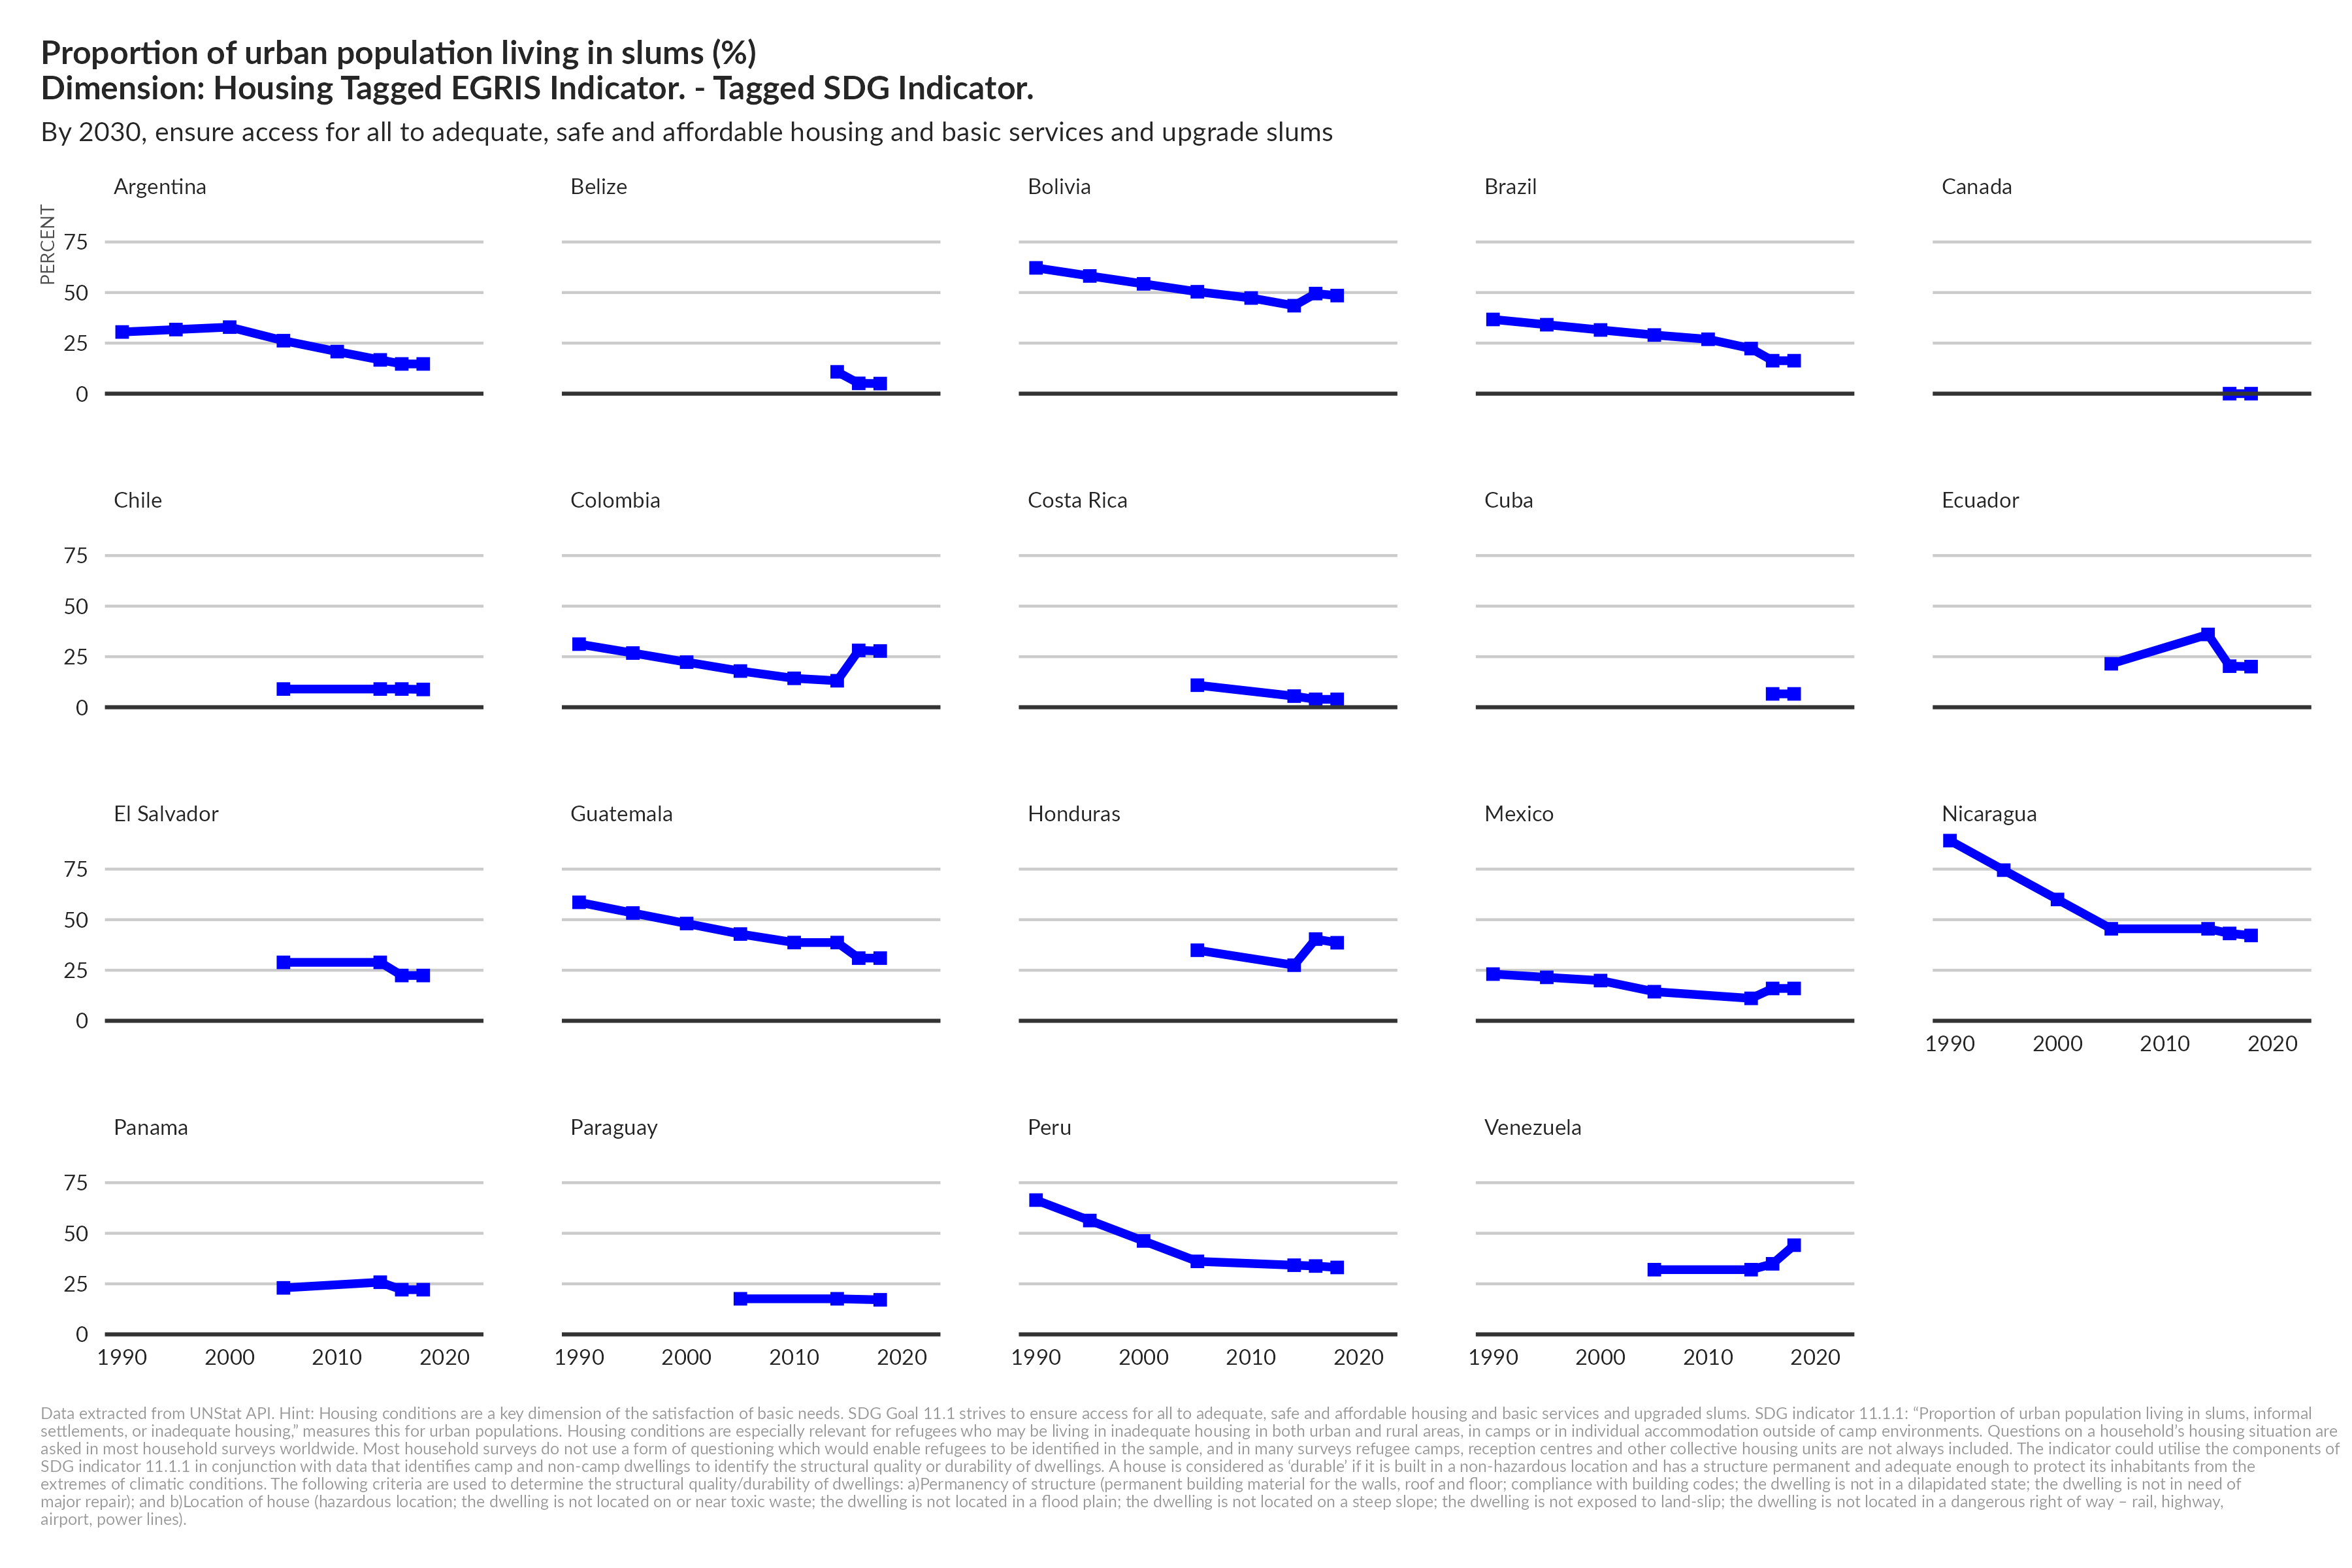 Proportion of urban population living in slums (%)
Dimension: Housing Tagged EGRIS Indicator. - Tagged SDG Indicator.
By 2030, ensure access for all to adequate, safe and affordable housing and basic services and upgrade slums
Argentina
Belize
Bolivia
Brazil
Canada
PERCENT
75
50
25
0
Chile
Colombia
Costa Rica
Cuba
Ecuador
75
50
25
0
El Salvador
Guatemala
Honduras
Mexico
Nicaragua
75
50
25
0
1990 2000 2010 2020
Panama
Paraguay
Peru
Venezuela
75
50
25
0
1990 2000 2010 2020
1990 2000 2010 2020
1990 2000 2010 2020
1990 2000 2010 2020
Data extracted from UNStat API. Hint: Housing conditions are a key dimension of the satisfaction of basic needs. SDG Goal 11.1 strives to ensure access for all to adequate, safe and affordable housing and basic services and upgraded slums. SDG indicator 11.1.1: “Proportion of urban population living in slums, informal
settlements, or inadequate housing,” measures this for urban populations. Housing conditions are especially relevant for refugees who may be living in inadequate housing in both urban and rural areas, in camps or in individual accommodation outside of camp environments. Questions on a household’s housing situation are
asked in most household surveys worldwide. Most household surveys do not use a form of questioning which would enable refugees to be identified in the sample, and in many surveys refugee camps, reception centres and other collective housing units are not always included. The indicator could utilise the components of
SDG indicator 11.1.1 in conjunction with data that identifies camp and non-camp dwellings to identify the structural quality or durability of dwellings. A house is considered as ‘durable’ if it is built in a non-hazardous location and has a structure permanent and adequate enough to protect its inhabitants from the
extremes of climatic conditions. The following criteria are used to determine the structural quality/durability of dwellings: a)Permanency of structure (permanent building material for the walls, roof and floor; compliance with building codes; the dwelling is not in a dilapidated state; the dwelling is not in need of
major repair); and b)Location of house (hazardous location; the dwelling is not located on or near toxic waste; the dwelling is not located in a flood plain; the dwelling is not located on a steep slope; the dwelling is not exposed to land-slip; the dwelling is not located in a dangerous right of way – rail, highway,
airport, power lines).